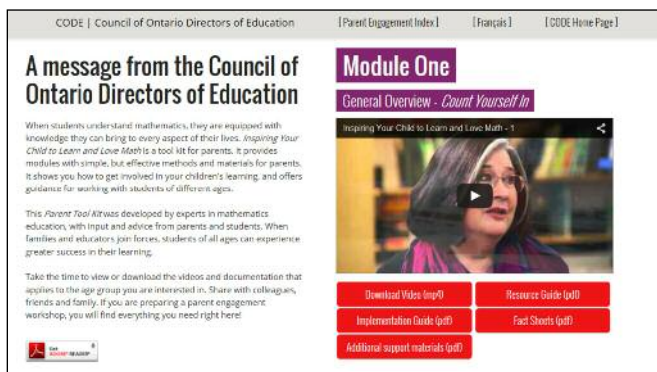 CODE | Council of Ontario Directors of Education
[Parent Engagement Index]
[Français]
[CODE Home Page]
A message from the Council of
Ontario Directors of Education
When students understand mathematics, they are equipped with
knowledge they can bring to every aspect of their lives. Inspiring Your
Child to Learn and Love Math is a tool kit for parents. It provides
modules with simple, but effective methods and materials for parents.
It shows you how to get involved in your children's learning, and offers
guidance for working with students of different ages.
This Parent Tool Kit was developed by experts in mathematics
education, with input and advice from parents and students. When
families and educators join forces, students of all ages can experience
greater success in their learning.
Take the time to view or download the videos and documentation that
applies to the age group you are interested in. Share with colleagues,
friends and family. If you are preparing a parent engagement
workshop, you will find everything you need right here!
Get
ADOBE READER
Module One
General Overview - Count Yourself In
Inspiring Your Child to Learn and Love Math - 1
Download Video (mp4)
Resource Guide (pdf)
Implementation Guide (pdf)
Fact Sheets (pdf)
Additional support materials (pdf)